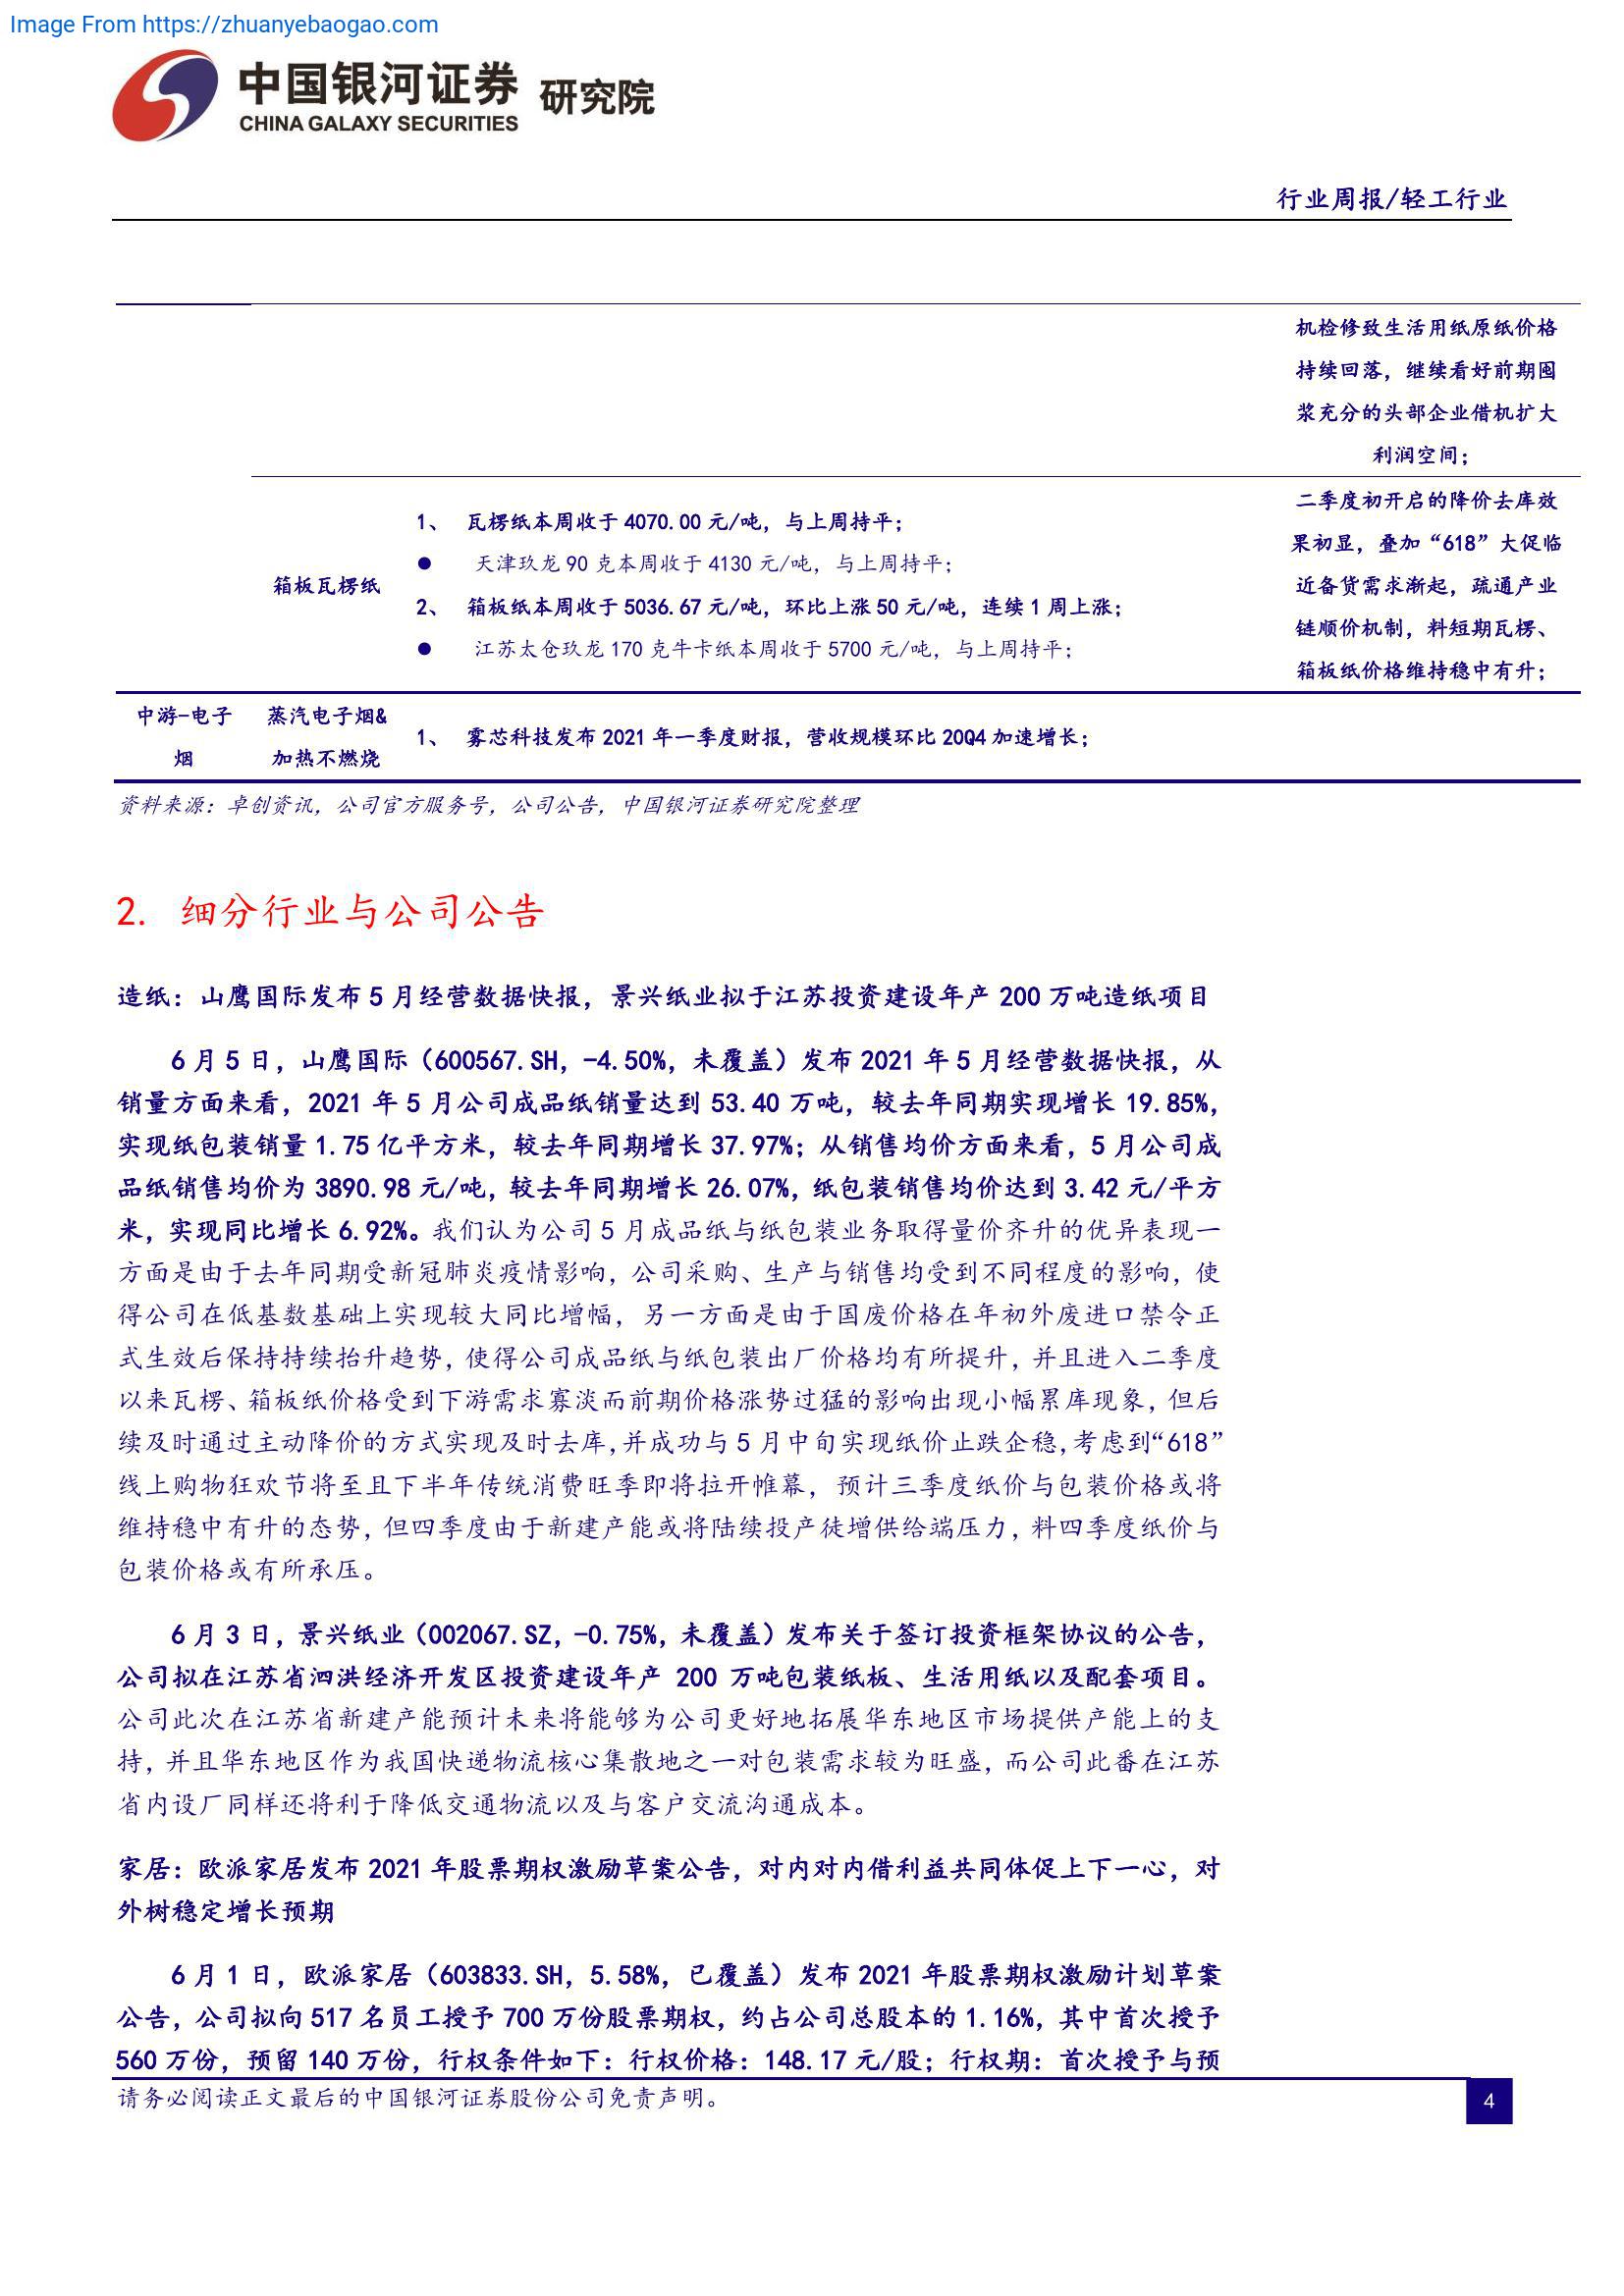 Image From https://zhuanyebaogao.com
中国银河证券 研究院
CHINA GALAXY SECURITIES
行业周报/轻工行业
机检修致生活用纸原纸价格
持续回落，继续看好前期囤
浆充分的头部企业借机扩大
利润空间；
箱板瓦楞纸
1、 瓦楞纸本周收于 4070.00 元/吨，与上周持平；
● 天津玖龙 90 克本周收于 4130 元/吨，与上周持平；
2、 箱板纸本周收于 5036.67 元/吨，环比上涨 50 元/吨，连续 1 周上涨；
● 江苏太仓玖龙 170 克牛卡纸本周收于 5700 元/吨，与上周持平；
二季度初开启的降价去库效
果初显，叠加“618”大促临
近备货需求渐起，疏通产业
链顺价机制，料短期瓦楞、
箱板纸价格维持稳中有升；
中游-电子
烟
蒸汽电子烟&
加热不燃烧
1、 雾芯科技发布 2021 年一季度财报，营收规模环比 20Q4 加速增长；
资料来源：卓创资讯，公司官方服务号，公司公告，中国银河证券研究院整理
2. 细分行业与公司公告
造纸：山鹰国际发布 5 月经营数据快报，景兴纸业拟于江苏投资建设年产 200 万吨造纸项目
6 月 5 日，山鹰国际（600567.SH，-4.50%，未覆盖）发布 2021 年 5 月经营数据快报，从
销量方面来看，2021 年 5 月公司成品纸销量达到 53.40 万吨，较去年同期实现增长 19.85%，
实现纸包装销量 1.75 亿平方米，较去年同期增长 37.97%；从销售均价方面来看，5 月公司成
品纸销售均价为 3890.98 元/吨，较去年同期增长 26.07%，纸包装销售均价达到 3.42 元/平方
米，实现同比增长 6.92%。我们认为公司 5 月成品纸与纸包装业务取得量价齐升的优异表现一
方面是由于去年同期受新冠肺炎疫情影响，公司采购、生产与销售均受到不同程度的影响，使
得公司在低基数基础上实现较大同比增幅，另一方面是由于国废价格在年初外废进口禁令正
式生效后保持持续抬升趋势，使得公司成品纸与纸包装出厂价格均有所提升，并且进入二季度
以来瓦楞、箱板纸价格受到下游需求寡淡而前期价格涨势过猛的影响出现小幅累库现象，但后
续及时通过主动降价的方式实现及时去库，并成功与 5 月中旬实现纸价止跌企稳，考虑到“618”
线上购物狂欢节将至且下半年传统消费旺季即将拉开帷幕，预计三季度纸价与包装价格或将
维持稳中有升的态势，但四季度由于新建产能或将陆续投产徒增供给端压力，料四季度纸价与
包装价格或有所承压。
6 月 3 日，景兴纸业（002067.SZ，-0.75%，未覆盖）发布关于签订投资框架协议的公告，
公司拟在江苏省泗洪经济开发区投资建设年产 200 万吨包装纸板、生活用纸以及配套项目。
公司此次在江苏省新建产能预计未来将能够为公司更好地拓展华东地区市场提供产能上的支
持，并且华东地区作为我国快递物流核心集散地之一对包装需求较为旺盛，而公司此番在江苏
省内设厂同样还将利于降低交通物流以及与客户交流沟通成本。
家居：欧派家居发布 2021 年股票期权激励草案公告，对内对内借利益共同体促上下一心，对
外树稳定增长预期
6 月 1 日，欧派家居（603833.SH，5.58%，已覆盖）发布 2021 年股票期权激励计划草案
公告，公司拟向 517 名员工授予 700 万份股票期权，约占公司总股本的 1.16%，其中首次授予
560 万份，预留 140 万份，行权条件如下：行权价格：148.17 元/股；行权期：首次授予与预
请务必阅读正文最后的中国银河证券股份公司免责声明。
4